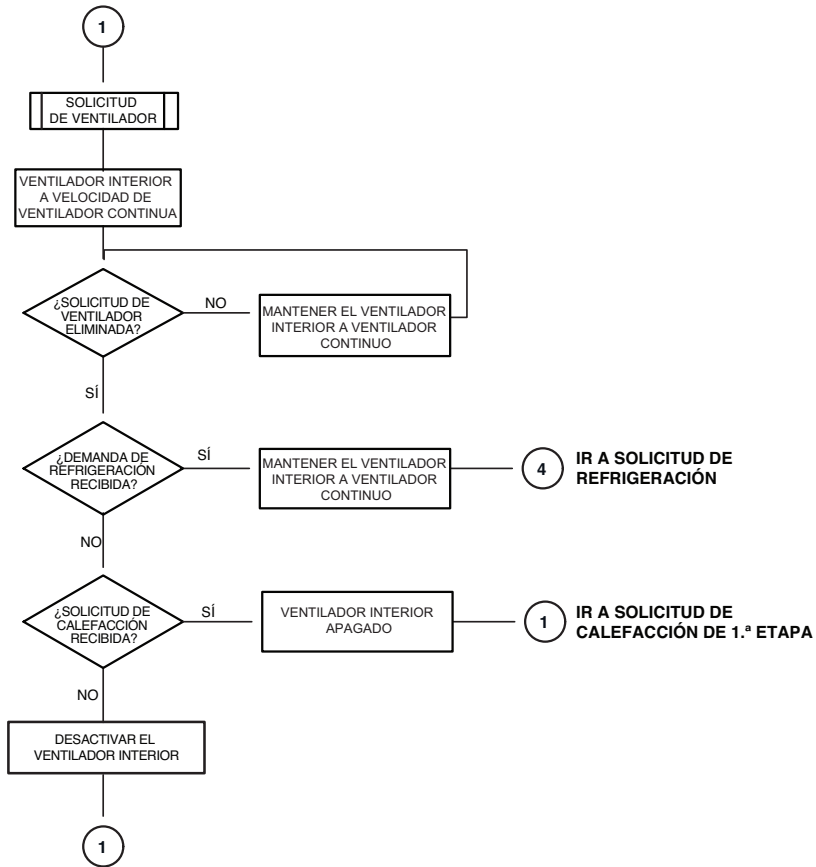 1
SOLICITUD
DE VENTILADOR
VENTILADOR INTERIOR
A VELOCIDAD DE
VENTILADOR CONTINUA
¿SOLICITUD DE
VENTILADOR
ELIMINADA?
NO
MANTENER EL VENTILADOR
INTERIOR A VENTILADOR
CONTINUO
SÍ
¿DEMANDA DE
REFRIGERACIÓN
RECIBIDA?
SÍ
MANTENER EL VENTILADOR
INTERIOR A VENTILADOR
CONTINUO
4
IR A SOLICITUD DE
REFRIGERACIÓN
NO
¿SOLICITUD DE
CALEFACCIÓN
RECIBIDA?
SÍ
VENTILADOR INTERIOR
APAGADO
1
IR A SOLICITUD DE
CALEFACCIÓN DE 1.ª ETAPA
NO
DESACTIVAR EL
VENTILADOR INTERIOR
1